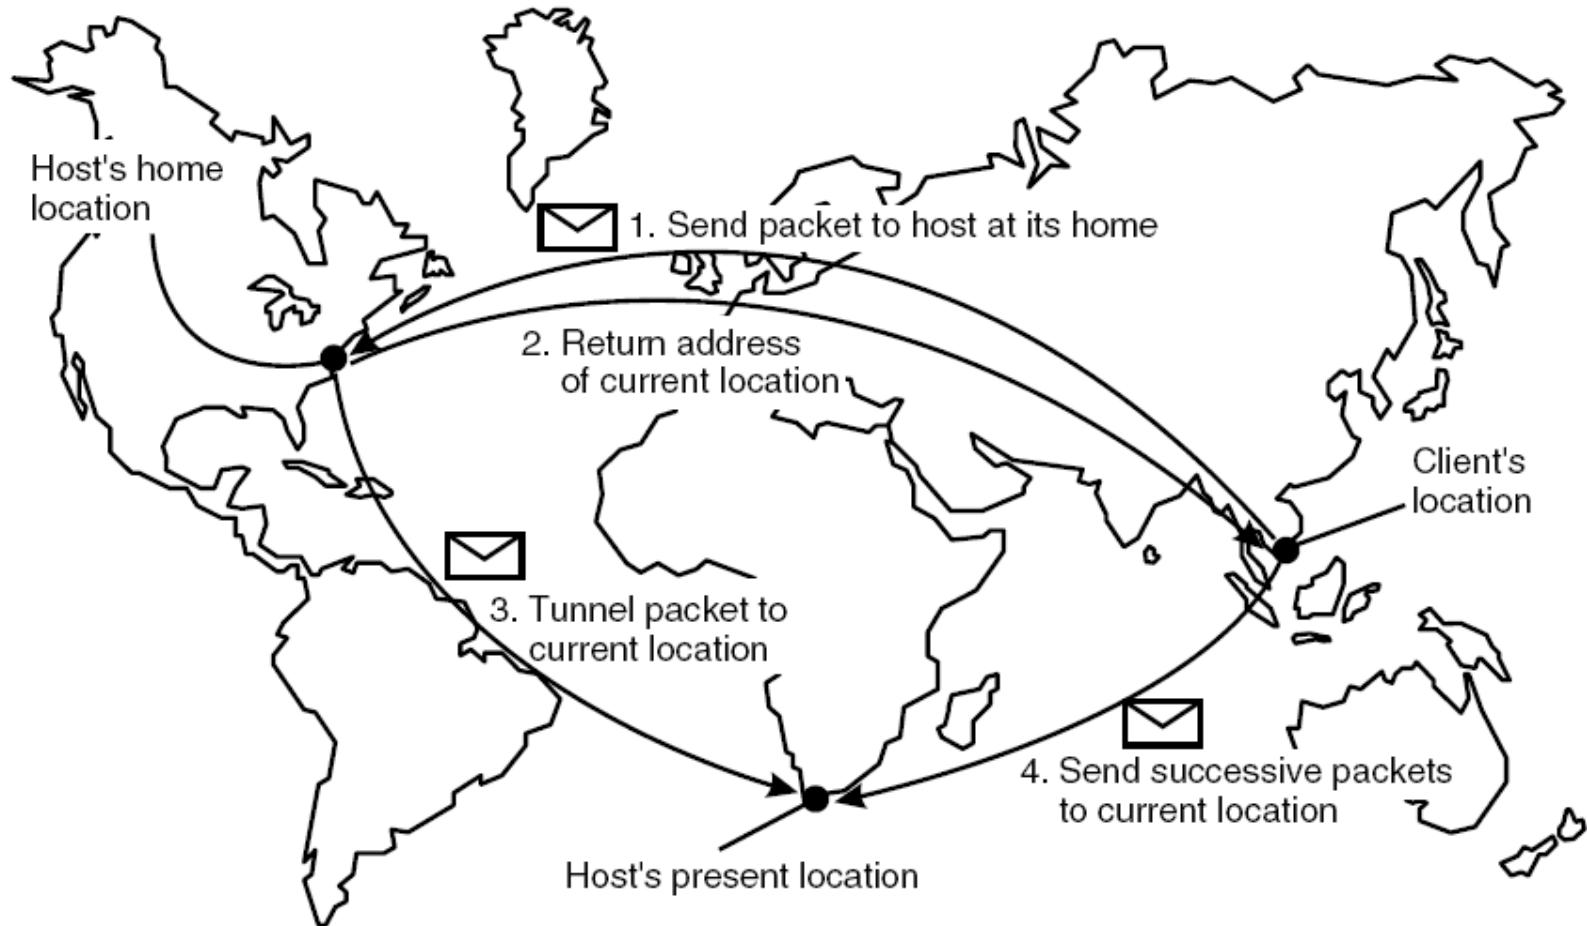 Host's home
location
1. Send packet to host at its home
2. Return address
of current location
Client's
location
3. Tunnel packet to
current location
4. Send successive packets
to current location
Host's present location